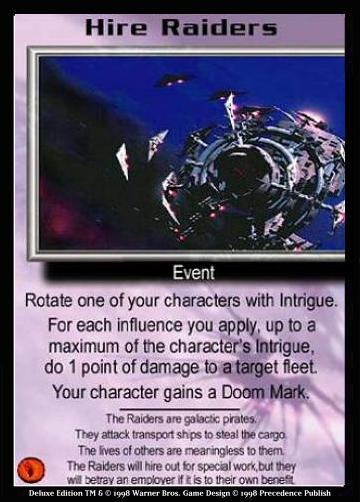 Hire Raiders
Event
Rotate one of your characters with Intrigue.
For each influence you apply, up to a
maximum of the character's Intrigue,
do 1 point of damage to a target fleet.
Your character gains a Doom Mark.
The Raiders are galactic pirates.
They attack transport ships to steal the cargo.
The lives of others are meaningless to them.
The Raiders will hire out for special work,but they
will betray an employer if it is to their own benefit.
Deluxe Edition TM & © 1998 Warner Bros. Game Design © 1998 Precedence Publish